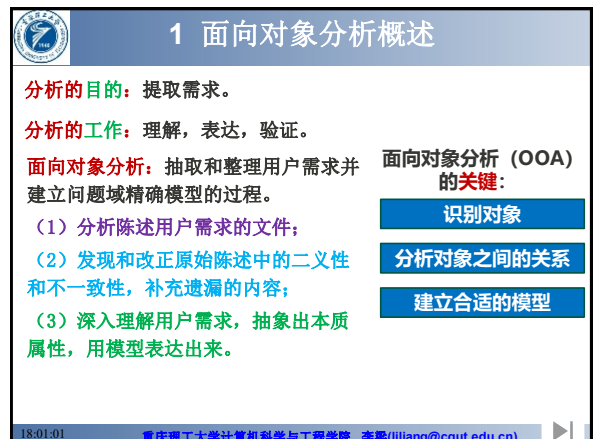 1 面向对象分析概述
分析的目的：提取需求。
分析的工作：理解，表达，验证。
面向对象分析：抽取和整理用户需求并
建立问题域精确模型的过程。
（1）分析陈述用户需求的文件；
（2）发现和改正原始陈述中的二义性
和不一致性，补充遗漏的内容；
（3）深入理解用户需求，抽象出本质
属性，用模型表达出来。
面向对象分析（OOA）
的关键：
识别对象
分析对象之间的关系
建立合适的模型
18:01:01
重庆理工大学计算机科学与工程学院 李梁(liliang@cqut.edu.cn)